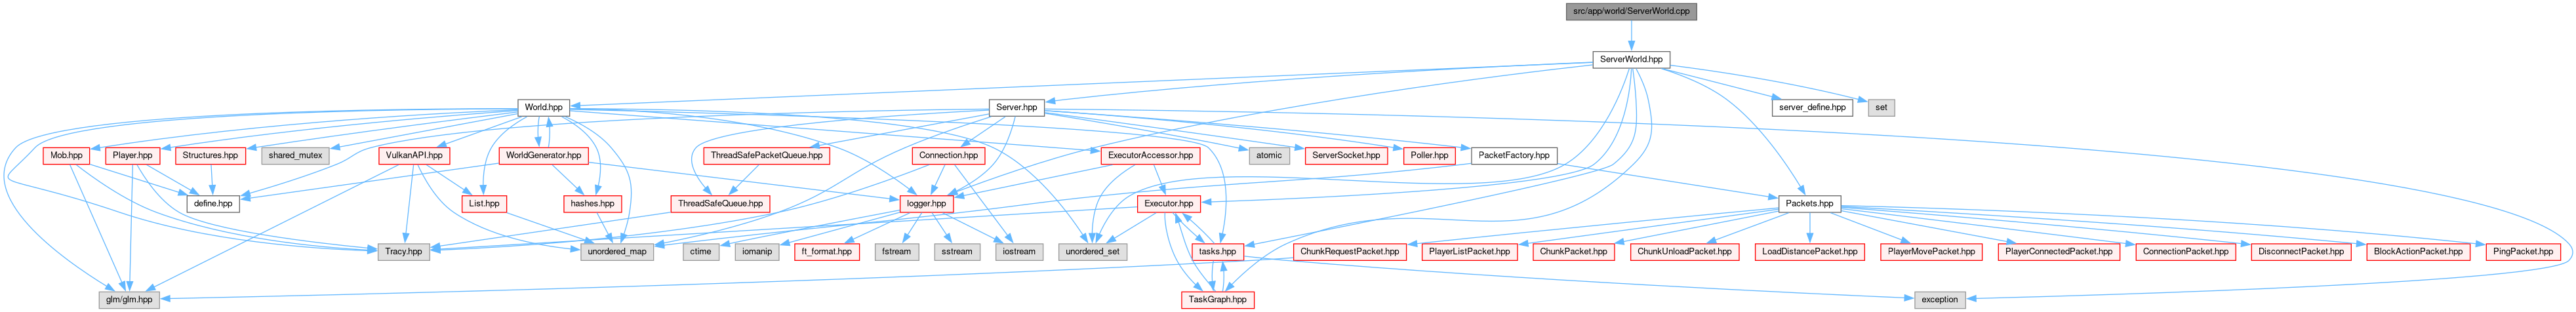 src/app/world/ServerWorld.cpp
ServerWorld.hpp
World.hpp
Server.hpp
server_define.hpp
set
Mob.hpp
Player.hpp
Structures.hpp
shared_mutex
VulkanAPI.hpp
WorldGenerator.hpp
ThreadSafePacketQueue.hpp
Connection.hpp
ExecutorAccessor.hpp
atomic
ServerSocket.hpp
Poller.hpp
PacketFactory.hpp
define.hpp
List.hpp
hashes.hpp
ThreadSafeQueue.hpp
logger.hpp
Executor.hpp
Packets.hpp
Tracy.hpp
unordered_map
ctime
iomanip
ft_format.hpp
fstream
sstream
iostream
unordered_set
tasks.hpp
ChunkRequestPacket.hpp
PlayerListPacket.hpp
ChunkPacket.hpp
ChunkUnloadPacket.hpp
LoadDistancePacket.hpp
PlayerMovePacket.hpp
PlayerConnectedPacket.hpp
ConnectionPacket.hpp
DisconnectPacket.hpp
BlockActionPacket.hpp
PingPacket.hpp
glm/glm.hpp
TaskGraph.hpp
exception